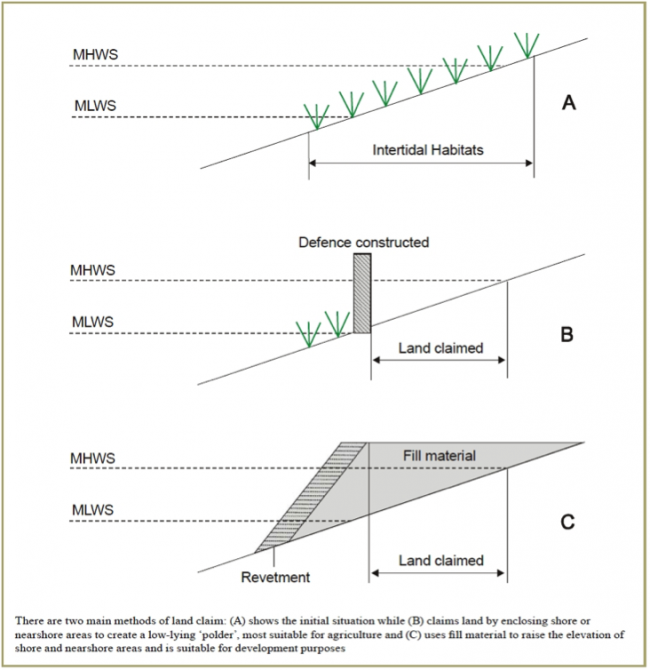 MHWS
MLWS
A
Intertidal Habitats
Defence constructed
MHWS
MLWS
B
Land claimed
MHWS
Fill material
MLWS
C
Land claimed
Revetment
There are two main methods of land claim: (A) shows the initial situation while (B) claims land by enclosing shore or
nearshore areas to create a low-lying ‘polder’, most suitable for agriculture and (C) uses fill material to raise the elevation of
shore and nearshore areas and is suitable for development purposes